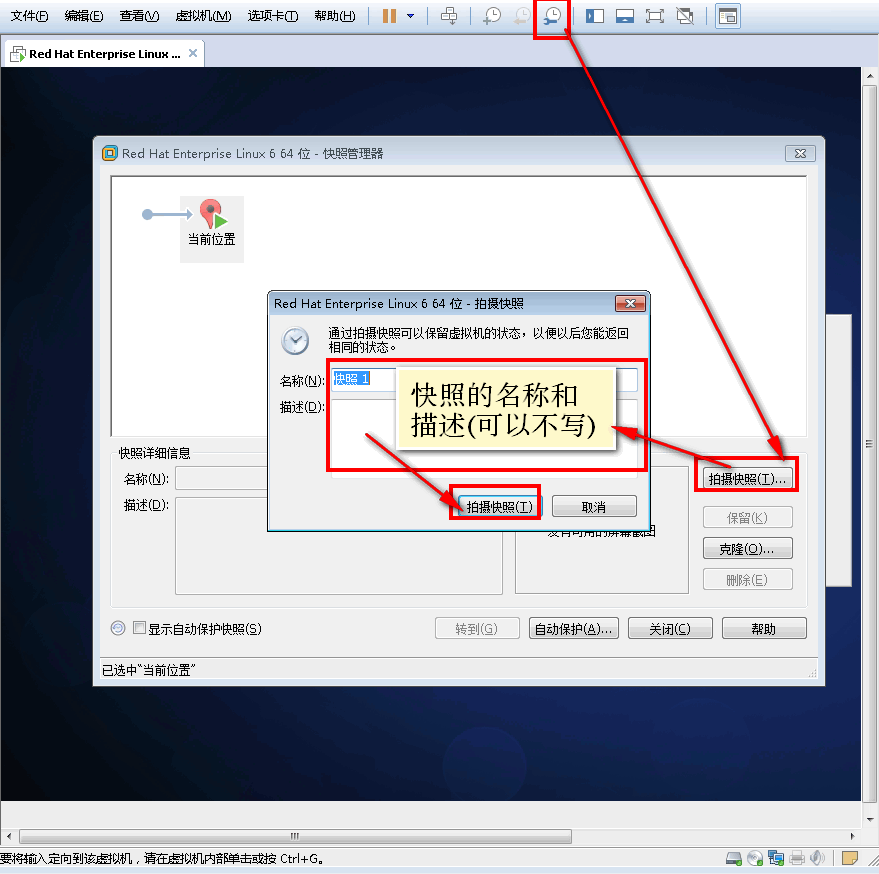 文件(F) 编辑(E) 查看(V) 虚拟机(M) 选项卡(T) 帮助(H)
Red Hat Enterprise Linux ...
Red Hat Enterprise Linux 6 64 位 - 快照管理器
当前位置
Red Hat Enterprise Linux 6 64 位 - 拍摄快照
通过拍摄快照可以保留虚拟机的状态，以便以后您能返回
相同的状态。
名称(N): 快照 1
描述(D):
快照的名称和
描述(可以不写)
拍摄快照(T) 取消
快照详细信息
名称(N):
描述(D):
没有可用的屏幕截图
拍摄快照(T)...
保留(K)
克隆(O)...
删除(E)
显示自动保护快照(S)
转到(G) 自动保护(A)... 关闭(C) 帮助
已选中"当前位置"
要将输入定向到该虚拟机，请在虚拟机内部单击或按 Ctrl+G。